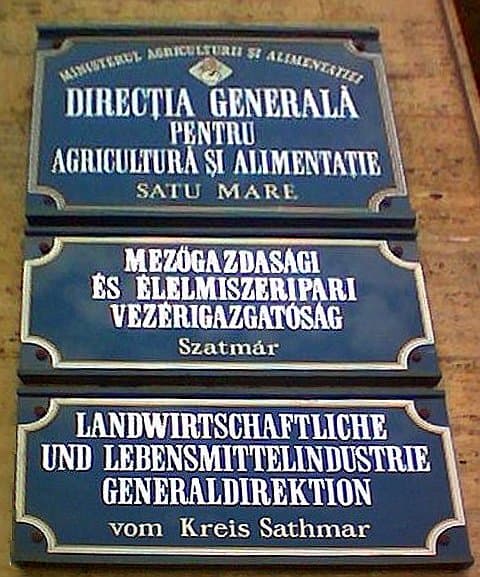 MINISTERUL AGRICULTURII ŞI ALIMENTAŢIEI
DIRECŢIA GENERALĂ
PENTRU
AGRICULTURĂ ŞI ALIMENTAŢIE
SATU MARE
MEZŐGAZDASÁGI
ÉS ÉLELMISZERIPARI
VEZÉRIGAZGATÓSÁG
Szatmár
LANDWIRTSCHAFTLICHE
UND LEBENSMITTELINDUSTRIE
GENERALDIREKTION
vom Kreis Sathmar